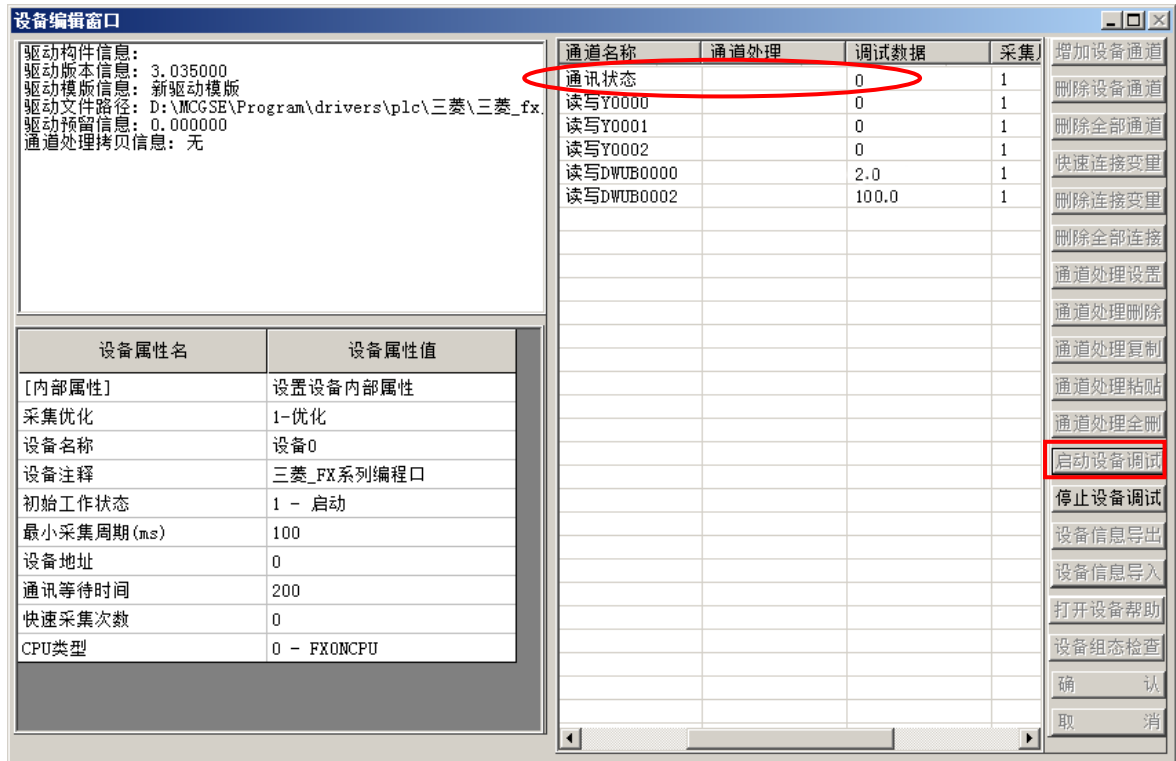 设备编辑窗口
驱动构件信息:
驱动版本信息: 3.035000
驱动模版信息: 新驱动模版
驱动文件路径: D:\MCGSE\Program\drivers\plc\三菱\三菱_fx
驱动预留信息: 0.000000
通道处理拷贝信息: 无
设备属性名 设备属性值
[内部属性] 设置设备内部属性
采集优化 1-优化
设备名称 设备0
设备注释 三菱_FX系列编程口
初始工作状态 1 - 启动
最小采集周期(ms) 100
设备地址 0
通讯等待时间 200
快速采集次数 0
CPU类型 0 - FX0NCPU
通道名称 通道处理 调试数据 采集
通讯状态 0 1
读写Y0000 0 1
读写Y0001 0 1
读写Y0002 0 1
读写DWUB0000 2.0 1
读写DWUB0002 100.0 1
增加设备通道
删除设备通道
删除全部通道
快速连接变量
删除连接变量
删除全部连接
通道处理设置
通道处理删除
通道处理复制
通道处理粘贴
通道处理全删
启动设备调试
停止设备调试
设备信息导出
设备信息导入
打开设备帮助
设备组态检查
确 认
取 消